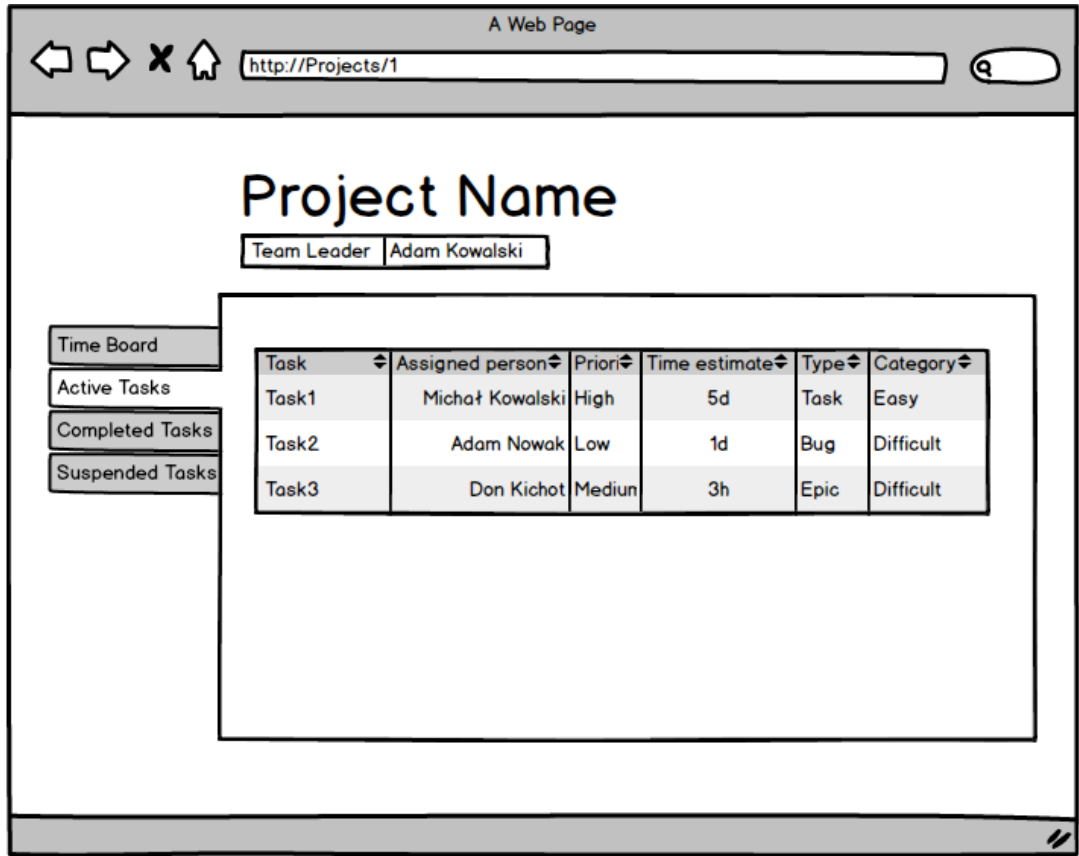 A Web Page
http://Projects/1
Project Name
Team Leader Adam Kowalski
Time Board
Active Tasks
Completed Tasks
Suspended Tasks
Task Assigned person Priori Time estimate Type Category
Task1 Michał Kowalski High 5d Task Easy
Task2 Adam Nowak Low 1d Bug Difficult
Task3 Don Kichot Mediun 3h Epic Difficult